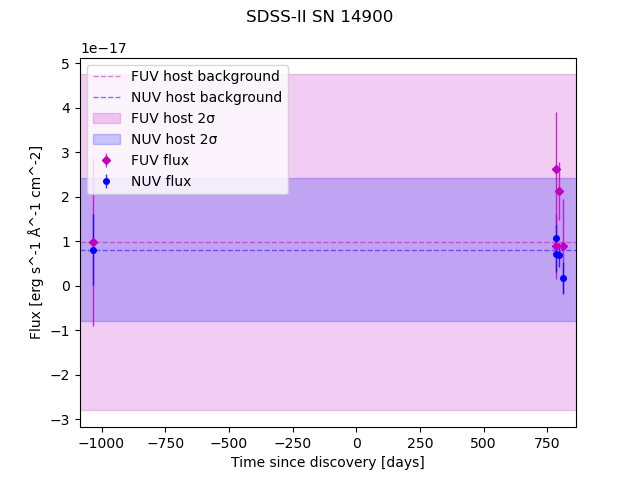 SDSS-II SN 14900
1e−17
FUV host background
NUV host background
FUV host 2σ
NUV host 2σ
FUV flux
NUV flux
5
4
3
2
1
0
−1
−2
−3
Flux [erg s^-1 Å^-1 cm^-2]
−1000 −750 −500 −250 0 250 500 750
Time since discovery [days]